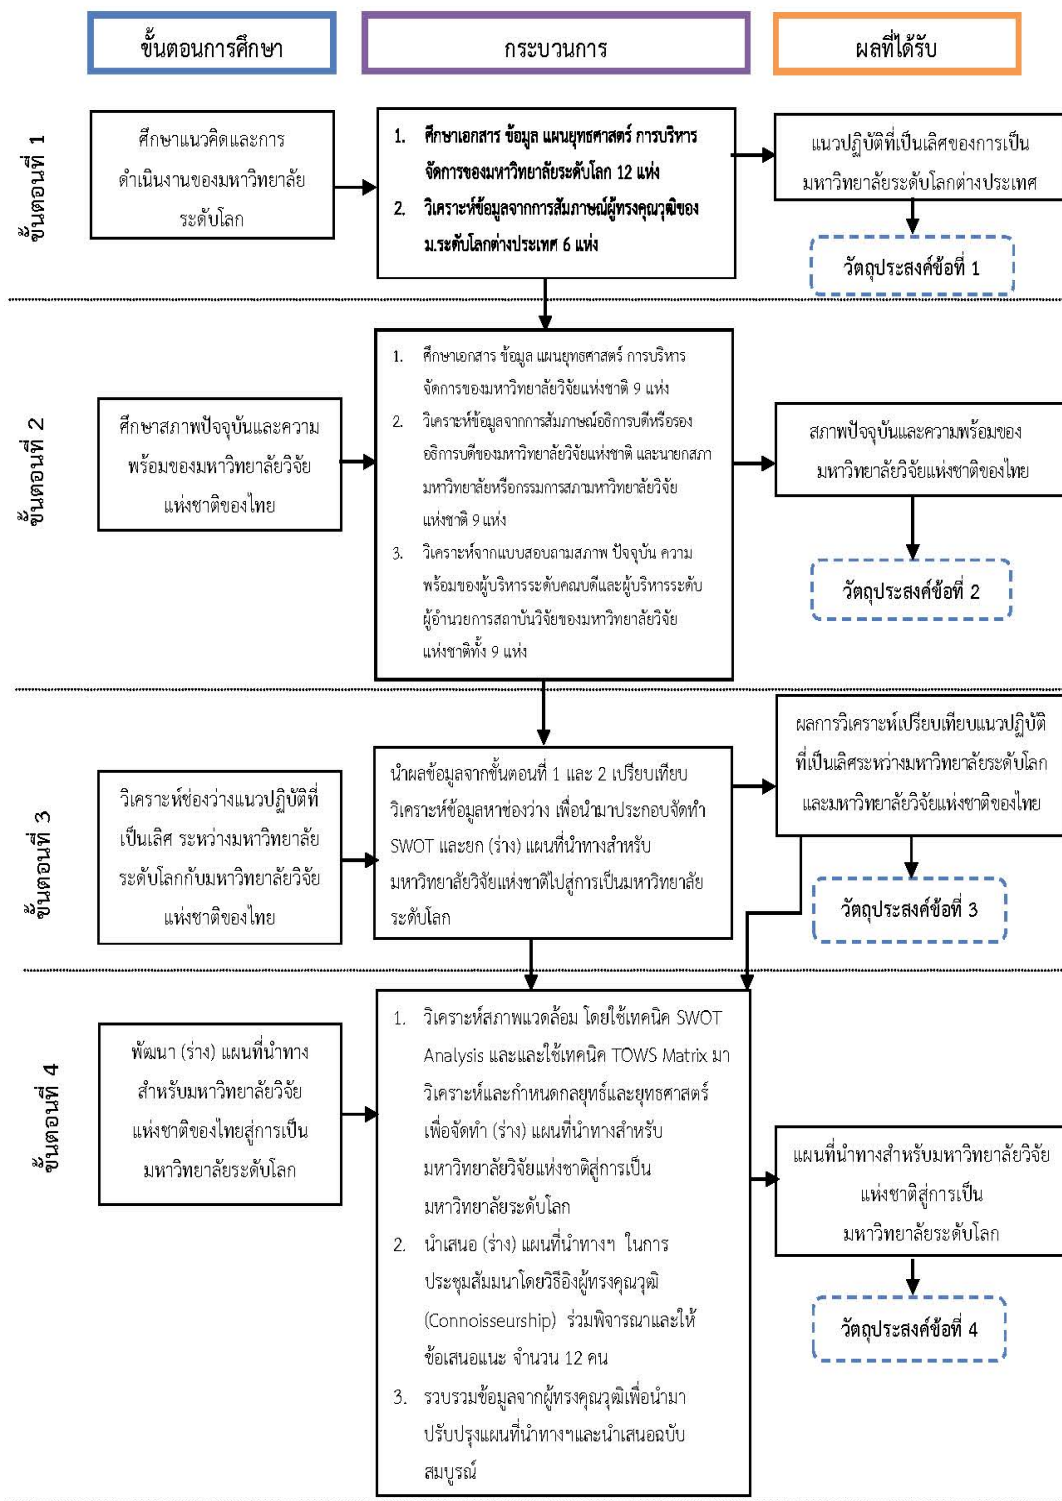 ขั้นตอนการศึกษา
กระบวนการ
ผลที่ได้รับ
ขั้นตอนที่ 1
ศึกษาแนวคิดและการ
ดำเนินงานของมหาวิทยาลัย
ระดับโลก
1. ศึกษาเอกสาร ข้อมูล แผนยุทธศาสตร์ การบริหาร
จัดการของมหาวิทยาลัยระดับโลก 12 แห่ง
2. วิเคราะห์ข้อมูลจากการสัมภาษณ์ผู้ทรงคุณวุฒิของ
ม.ระดับโลกต่างประเทศ 6 แห่ง
แนวปฏิบัติที่เป็นเลิศของการเป็น
มหาวิทยาลัยระดับโลกต่างประเทศ
วัตถุประสงค์ข้อที่ 1
ขั้นตอนที่ 2
ศึกษาสภาพปัจจุบันและความ
พร้อมของมหาวิทยาลัยวิจัย
แห่งชาติของไทย
1. ศึกษาเอกสาร ข้อมูล แผนยุทธศาสตร์ การบริหาร
จัดการของมหาวิทยาลัยวิจัยแห่งชาติ 9 แห่ง
2. วิเคราะห์ข้อมูลจากการสัมภาษณ์อธิการบดีหรือรอง
อธิการบดีของมหาวิทยาลัยวิจัยแห่งชาติ และนายกสภา
มหาวิทยาลัยหรือกรรมการสภามหาวิทยาลัยวิจัย
แห่งชาติ 9 แห่ง
3. วิเคราะห์จากแบบสอบถามสภาพ ปัจจุบัน ความ
พร้อมของผู้บริหารระดับคณบดีและผู้บริหารระดับ
ผู้อำนวยการสถาบันวิจัยของมหาวิทยาลัยวิจัย
แห่งชาติทั้ง 9 แห่ง
สภาพปัจจุบันและความพร้อมของ
มหาวิทยาลัยวิจัยแห่งชาติของไทย
วัตถุประสงค์ข้อที่ 2
ขั้นตอนที่ 3
วิเคราะห์ช่องว่างแนวปฏิบัติที่
เป็นเลิศ ระหว่างมหาวิทยาลัย
ระดับโลกกับมหาวิทยาลัยวิจัย
แห่งชาติของไทย
นำผลข้อมูลจากขั้นตอนที่ 1 และ 2 เปรียบเทียบ
วิเคราะห์ข้อมูลหาช่องว่าง เพื่อนำมาประกอบจัดทำ
SWOT และยก (ร่าง) แผนที่นำทางสำหรับ
มหาวิทยาลัยวิจัยแห่งชาติไปสู่การเป็นมหาวิทยาลัย
ระดับโลก
ผลการวิเคราะห์เปรียบเทียบแนวปฏิบัติ
ที่เป็นเลิศระหว่างมหาวิทยาลัยระดับโลก
และมหาวิทยาลัยวิจัยแห่งชาติของไทย
วัตถุประสงค์ข้อที่ 3
ขั้นตอนที่ 4
พัฒนา (ร่าง) แผนที่นำทาง
สำหรับมหาวิทยาลัยวิจัย
แห่งชาติของไทยสู่การเป็น
มหาวิทยาลัยระดับโลก
1. วิเคราะห์สภาพแวดล้อม โดยใช้เทคนิค SWOT
Analysis และและใช้เทคนิค TOWS Matrix มา
วิเคราะห์และกำหนดกลยุทธ์และยุทธศาสตร์
เพื่อจัดทำ (ร่าง) แผนที่นำทางสำหรับ
มหาวิทยาลัยวิจัยแห่งชาติสู่การเป็น
มหาวิทยาลัยระดับโลก
2. นำเสนอ (ร่าง) แผนที่นำทางฯ ในการ
ประชุมสัมมนาโดยวิธีอิงผู้ทรงคุณวุฒิ
(Connoisseurship) ร่วมพิจารณาและให้
ข้อเสนอแนะ จำนวน 12 คน
3. รวบรวมข้อมูลจากผู้ทรงคุณวุฒิเพื่อนำมา
ปรับปรุงแผนที่นำทางฯและนำเสนอฉบับ
สมบูรณ์
แผนที่นำทางสำหรับมหาวิทยาลัยวิจัย
แห่งชาติสู่การเป็น
มหาวิทยาลัยระดับโลก
วัตถุประสงค์ข้อที่ 4